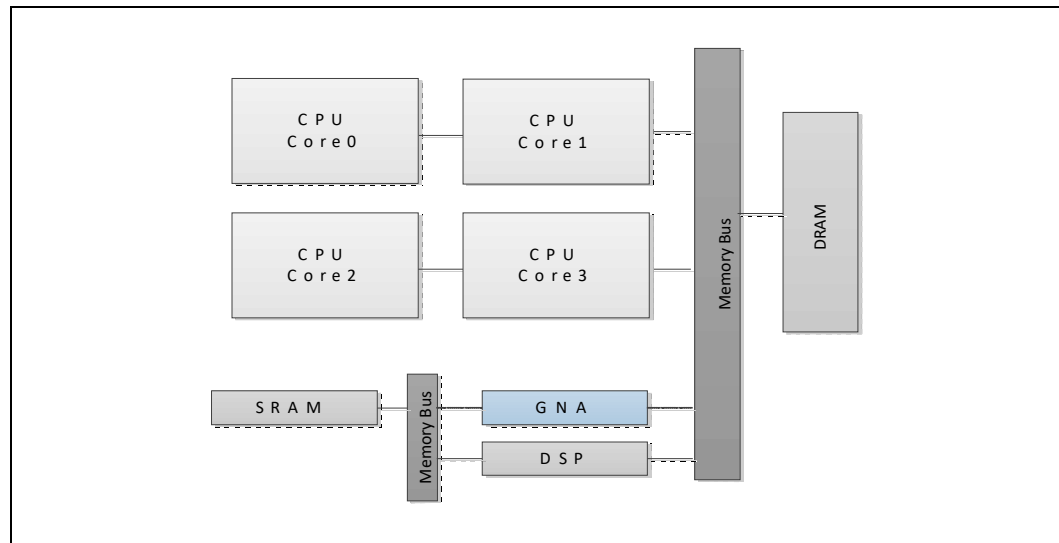 CPU
Core0
CPU
Core1
CPU
Core2
CPU
Core3
Memory Bus
DRAM
SRAM
Memory Bus
GNA
DSP